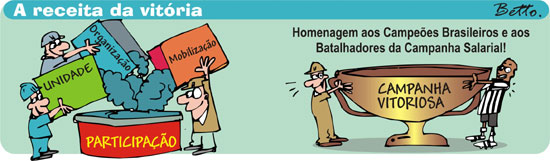 A receita da vitória
Betto.
Organização
Mobilização
UNIDADE
PARTICIPAÇÃO
Homenagem aos Campeões Brasileiros e aos
Batalhadores da Campanha Salarial!
CAMPANHA
VITORIOSA